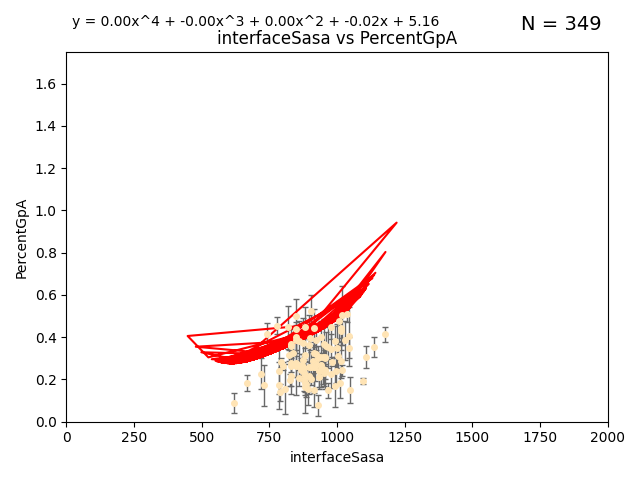 y = 0.00x^4 + -0.00x^3 + 0.00x^2 + -0.02x + 5.16
N = 349
interfaceSasa vs PercentGpA
PercentGpA
1.6
1.4
1.2
1.0
0.8
0.6
0.4
0.2
0.0
0 250 500 750 1000 1250 1500 1750 2000
interfaceSasa